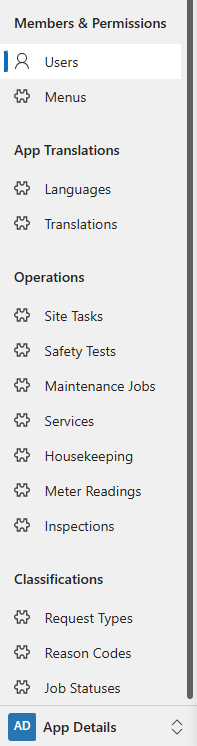 Members & Permissions
Users
Menus
App Translations
Languages
Translations
Operations
Site Tasks
Safety Tests
Maintenance Jobs
Services
Housekeeping
Meter Readings
Inspections
Classifications
Request Types
Reason Codes
Job Statuses
AD App Details